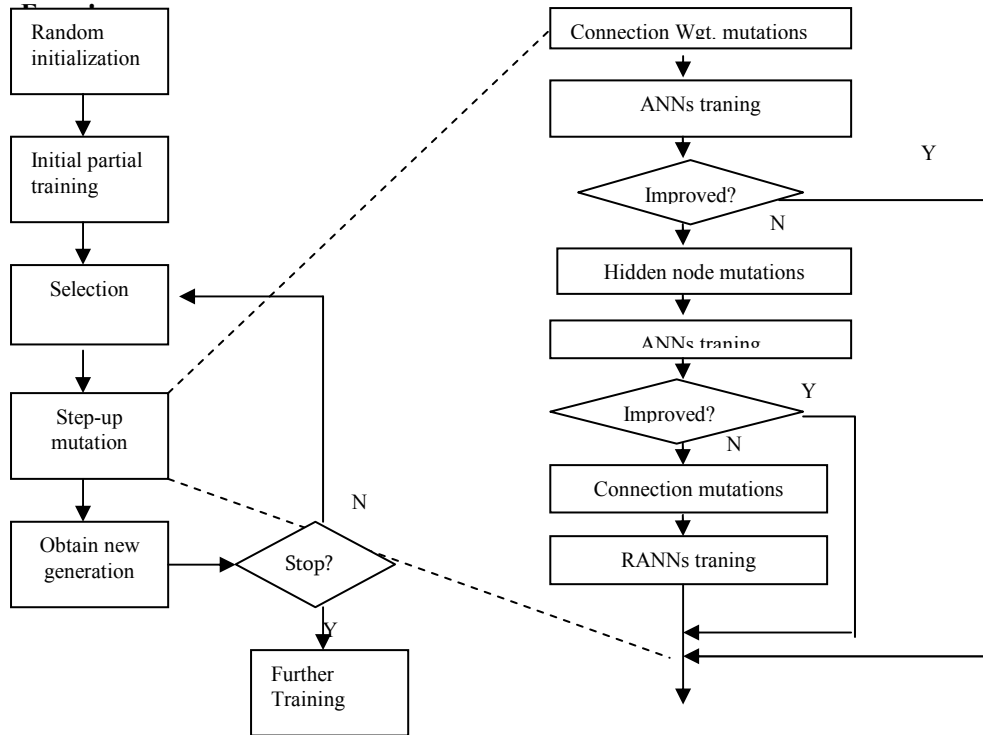 Random
initialization
Initial partial
training
Selection
Step-up
mutation
Obtain new
generation
N
Stop?
Y
Further
Training
Connection Wgt. mutations
ANNs traning
Y
Improved?
N
Hidden node mutations
ANNs traning
Y
Improved?
N
Connection mutations
RANNs traning